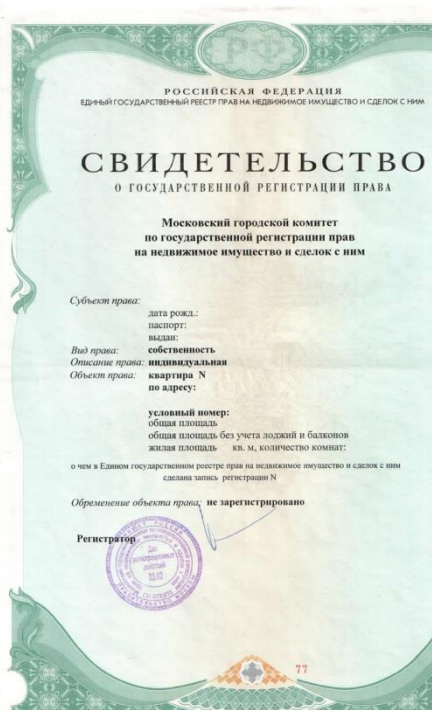 РФ
РОССИЙСКАЯ ФЕДЕРАЦИЯ
ЕДИНЫЙ ГОСУДАРСТВЕННЫЙ РЕЕСТР ПРАВ НА НЕДВИЖИМОЕ ИМУЩЕСТВО И СДЕЛОК С НИМ
СВИДЕТЕЛЬСТВО
О ГОСУДАРСТВЕННОЙ РЕГИСТРАЦИИ ПРАВА
Московский городской комитет
по государственной регистрации прав
на недвижимое имущество и сделок с ним
Субъект права:
дата рожд.:
паспорт:
выдан:
Вид права: собственность
Описание права: индивидуальная
Объект права: квартира N
по адресу:
условный номер:
общая площадь
общая площадь без учета лоджий и балконов
жилая площадь кв. м, количество комнат:
о чем в Едином государственном реестре прав на недвижимое имущество и сделок с ним
сделана запись регистрации N
Обременение объекта права: не зарегистрировано
Регистратор
Для
регистрационных
действий
77